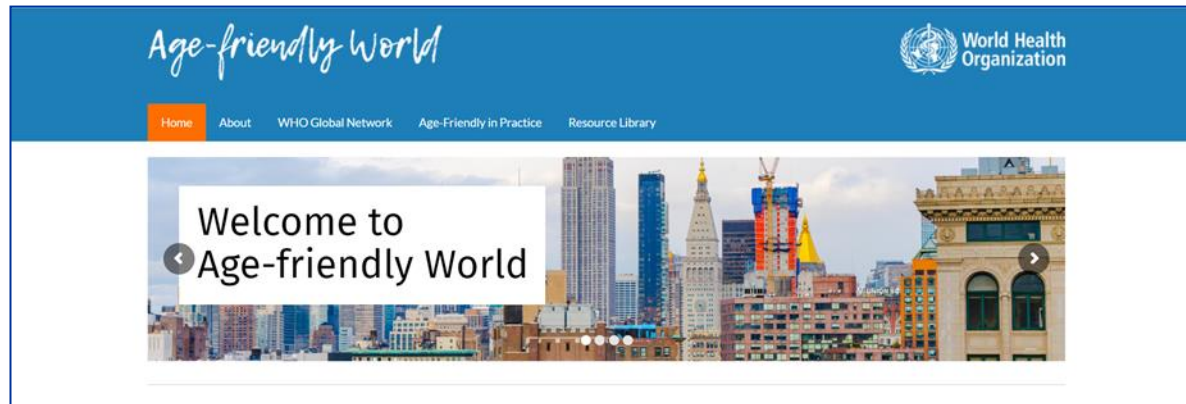 Age-friendly World
World Health
Organization
Home About WHO Global Network Age-Friendly in Practice Resource Library
Welcome to
Age-friendly World